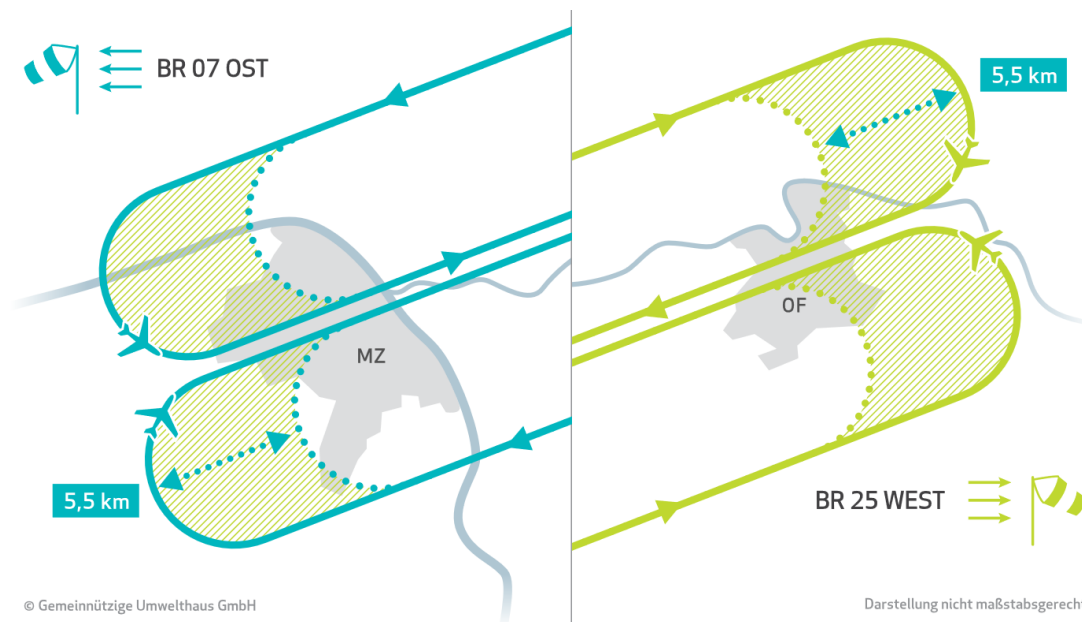 BR 07 OST
5,5 km
MZ
5,5 km
OF
BR 25 WEST
© Gemeinnützige Umwelthaus GmbH
Darstellung nicht maßstabsgerecht